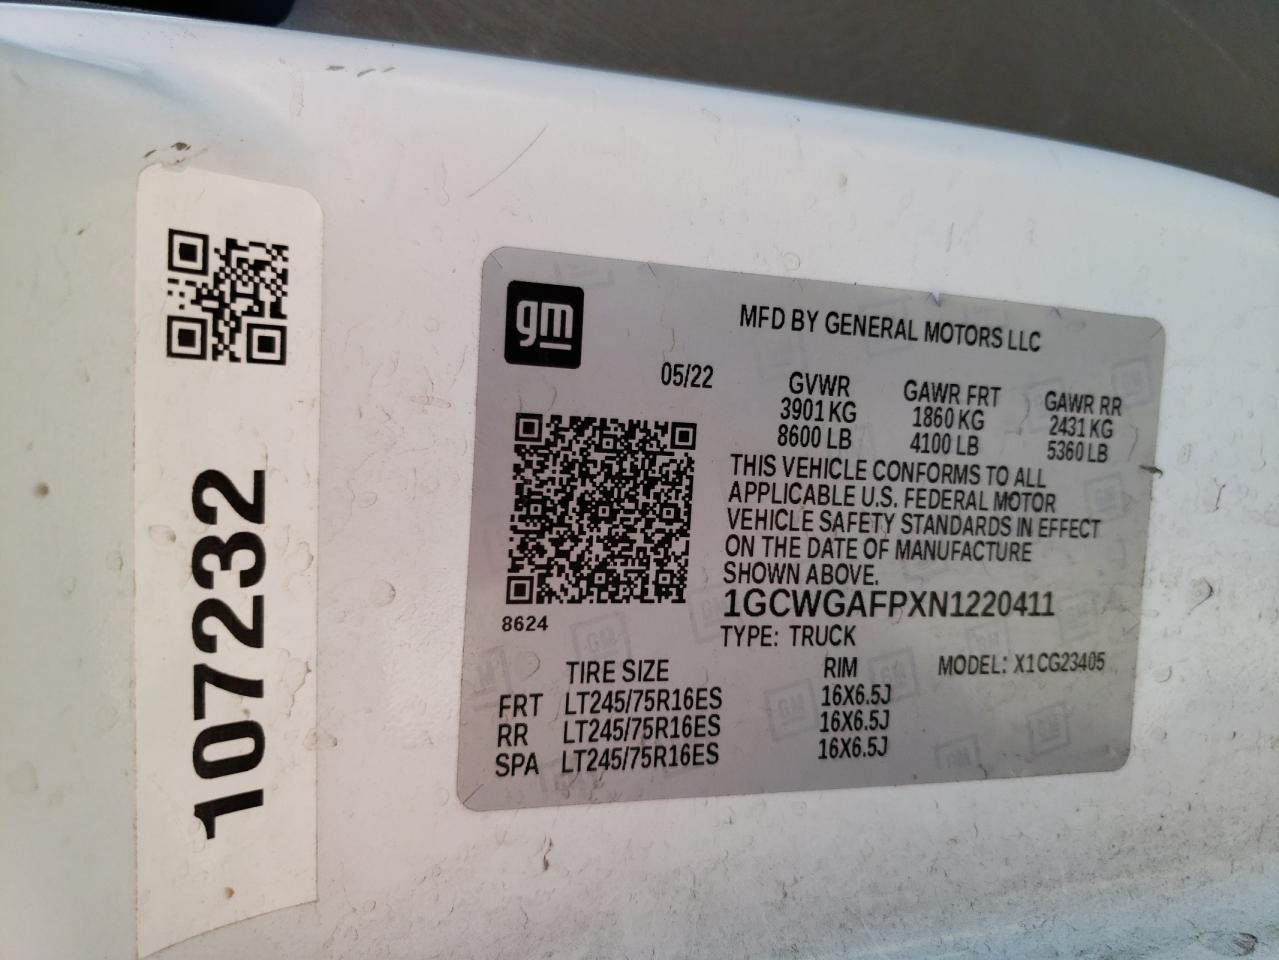 107232
gm
MFD BY GENERAL MOTORS LLC
05/22
GVWR GAWR FRT GAWR RR
3901 KG 1860 KG 2431 KG
8600 LB 4100 LB 5360 LB
THIS VEHICLE CONFORMS TO ALL
APPLICABLE U.S. FEDERAL MOTOR
VEHICLE SAFETY STANDARDS IN EFFECT
ON THE DATE OF MANUFACTURE
SHOWN ABOVE.
1GCWGAFPXN1220411
8624
TYPE: TRUCK
TIRE SIZE RIM MODEL: X1CG23405
FRT LT245/75R16ES 16X6.5J
RR LT245/75R16ES 16X6.5J
SPA LT245/75R16ES 16X6.5J